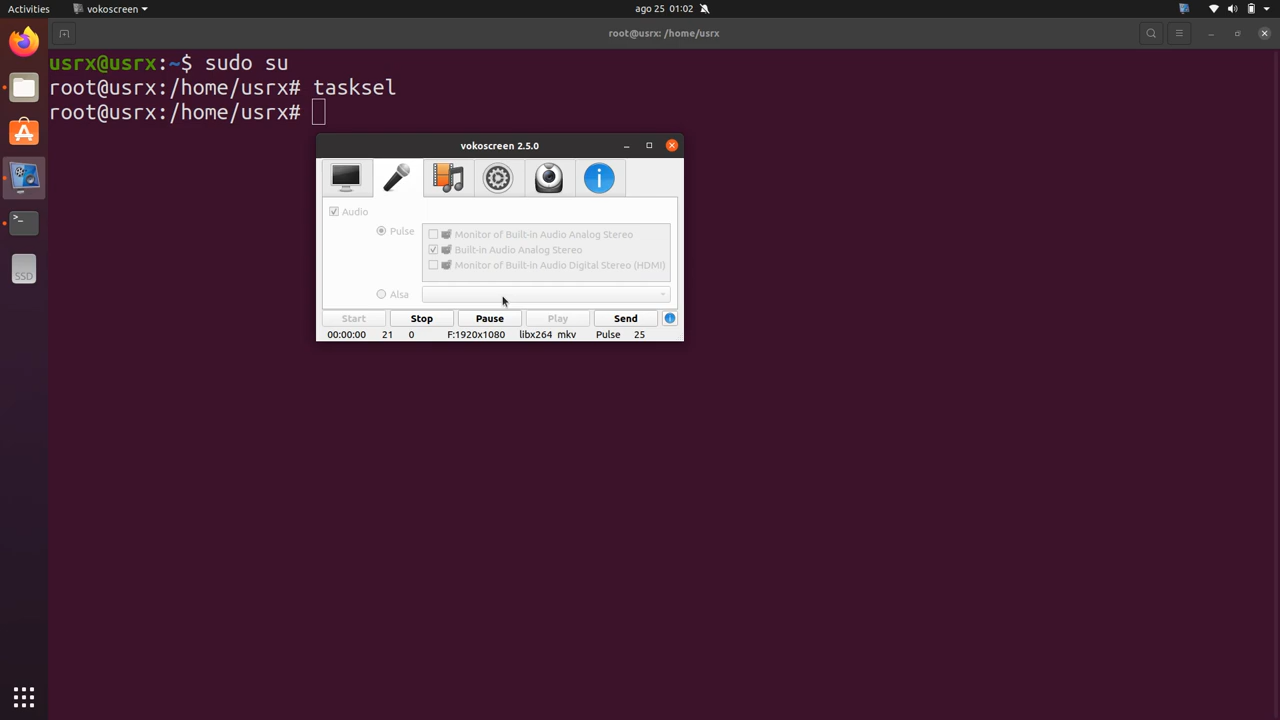 Activities vokoscreen ago 25 01:02
root@usrx: /home/usrx
usrx@usrx:~$ sudo su
root@usrx:/home/usrx# tasksel
root@usrx:/home/usrx#
vokoscreen 2.5.0
Audio
Pulse
Monitor of Built-in Audio Analog Stereo
Built-in Audio Analog Stereo
Monitor of Built-in Audio Digital Stereo (HDMI)
Alsa
Start Stop Pause Play Send
00:00:00 21 0 F:1920x1080 libx264 mkv Pulse 25
SSD